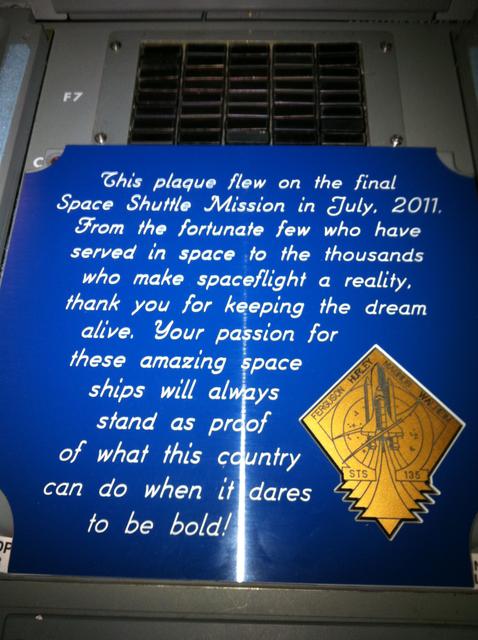 F7
C
This plaque flew on the final
Space Shuttle Mission in July, 2011.
From the fortunate few who have
served in space to the thousands
who make spaceflight a reality,
thank you for keeping the dream
alive. Your passion for
these amazing space
ships will always
stand as proof
of what this country
can do when it dares
to be bold!
FERGUSON HURLEY MAGNUS WALHEIM
STS 135